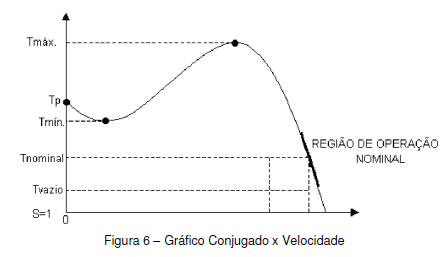 Tmáx.
Tp
Tmín.
REGIÃO DE OPERAÇÃO
NOMINAL
Tnominal
Tvazio
S=1
0
Figura 6 – Gráfico Conjugado x Velocidade